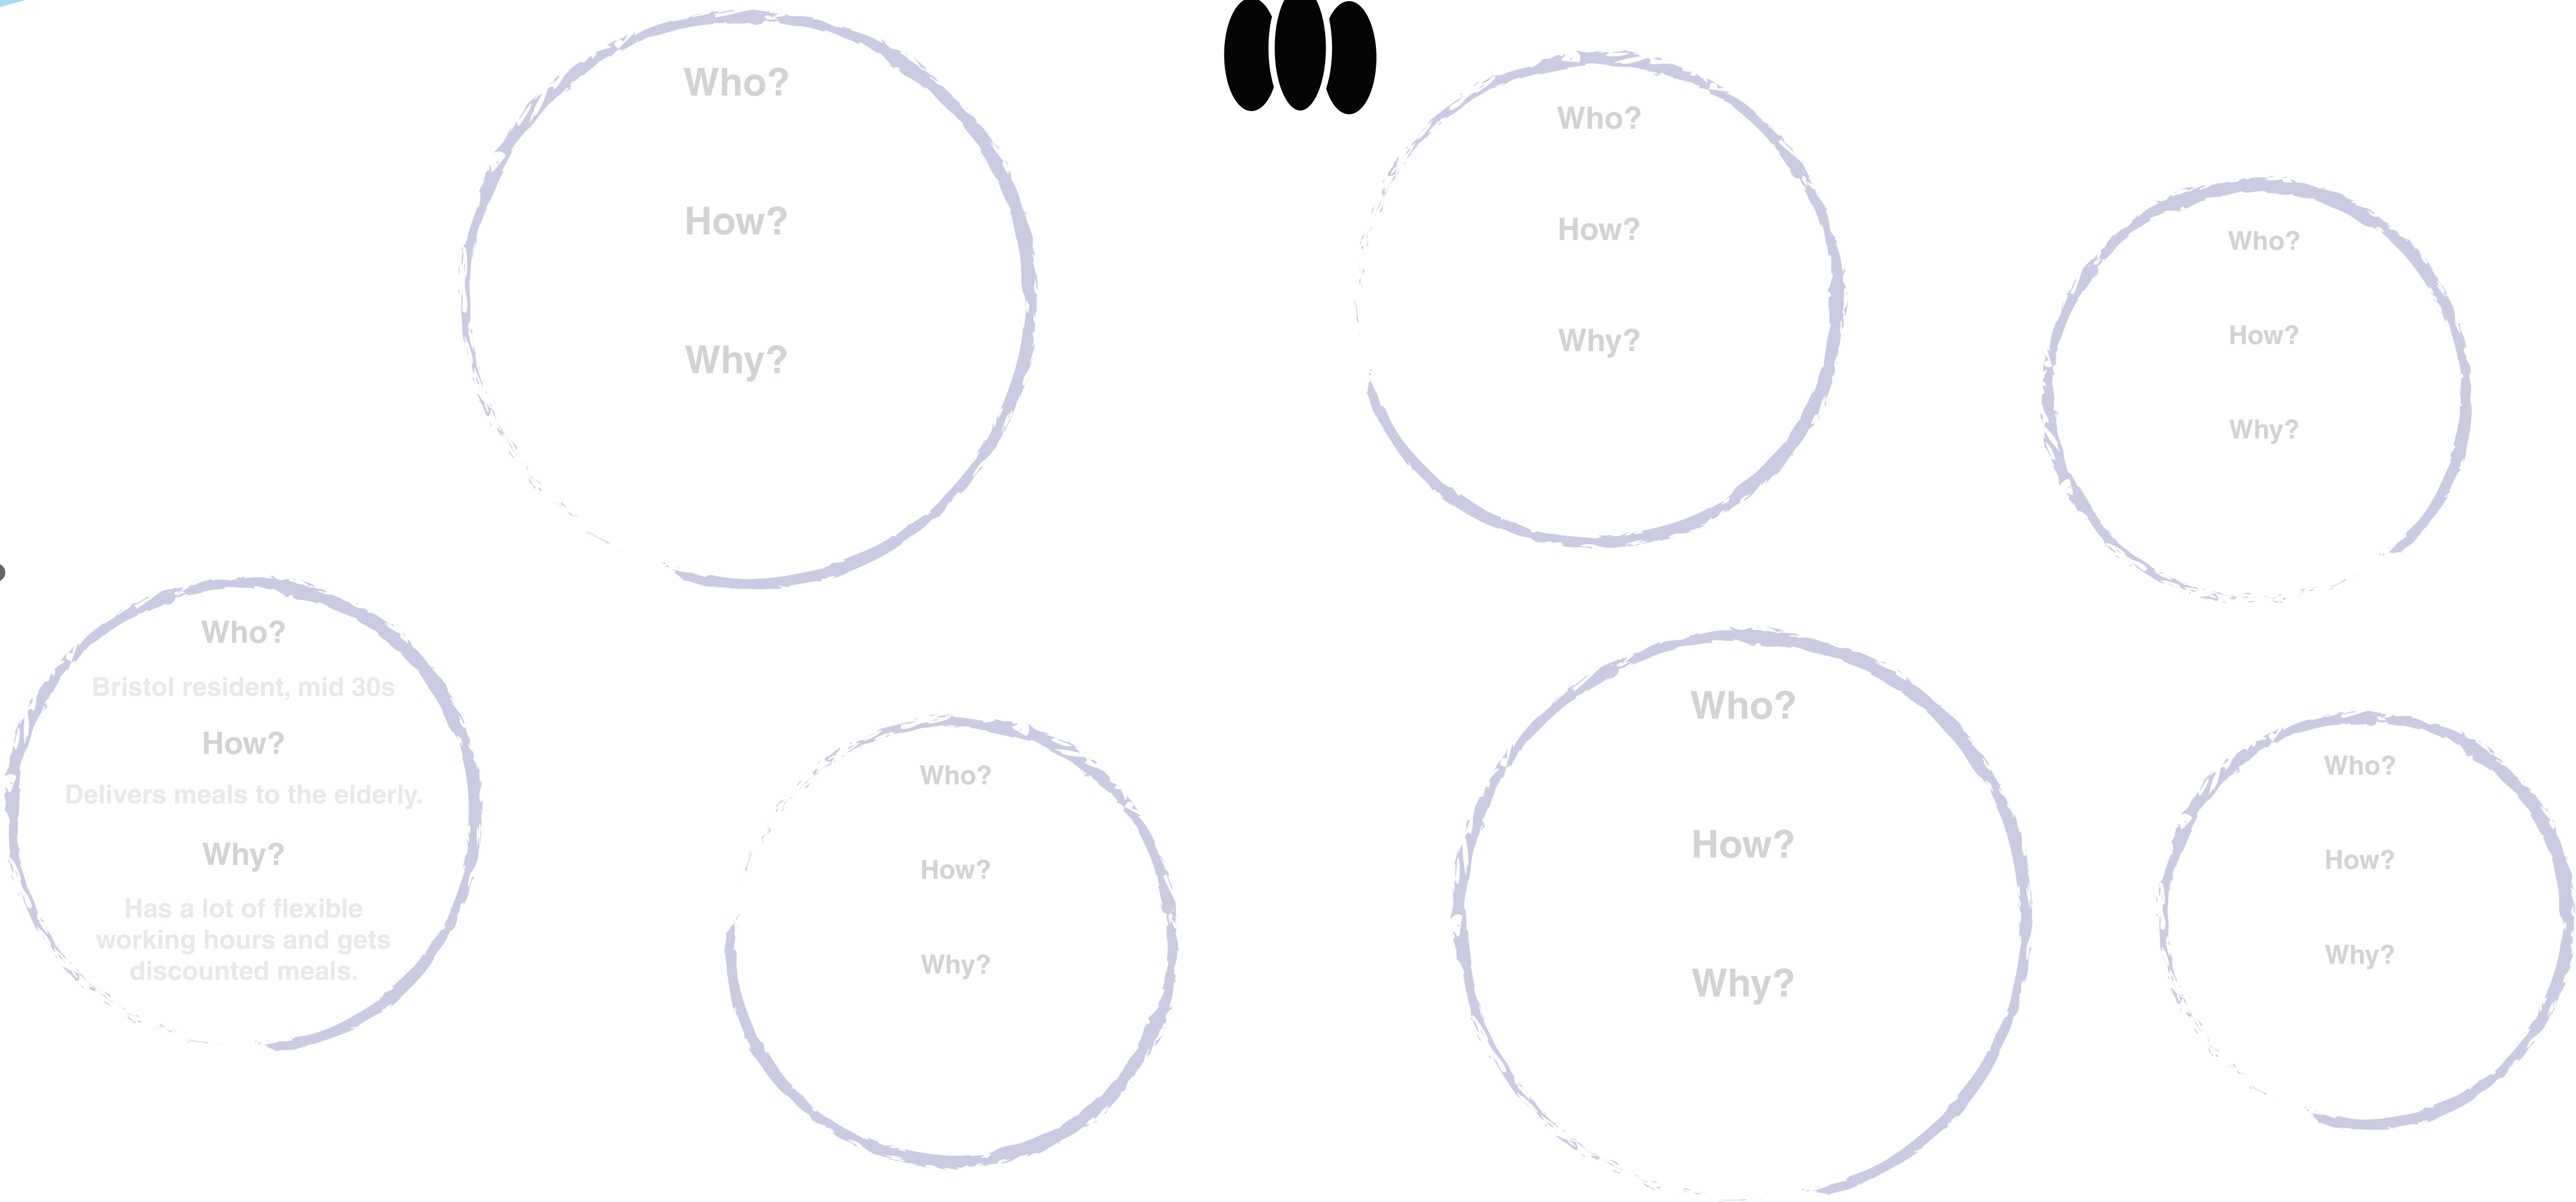 Who?
How?
Why?
Who?
How?
Why?
Who?
How?
Why?
Who?
Bristol resident, mid 30s
How?
Delivers meals to the elderly.
Why?
Has a lot of flexible
working hours and gets
discounted meals.
Who?
How?
Why?
Who?
How?
Why?
Who?
How?
Why?